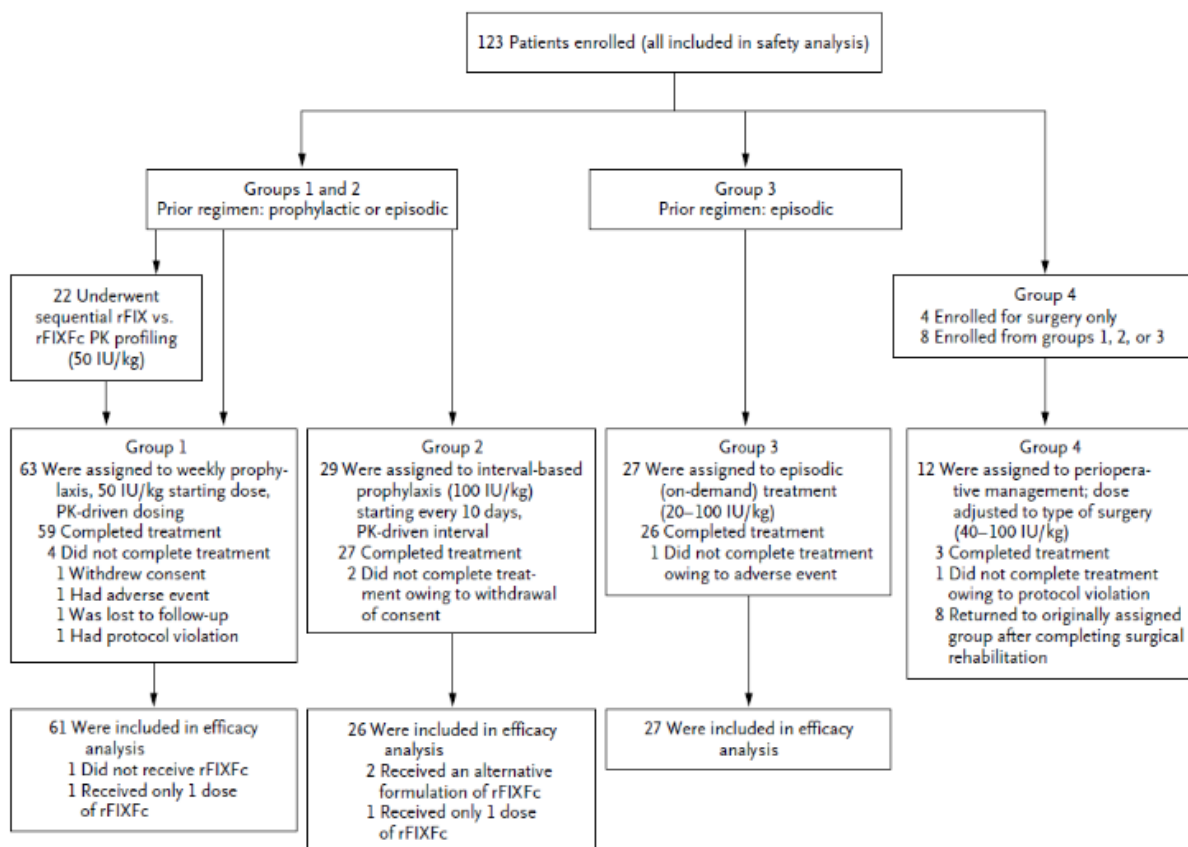 123 Patients enrolled (all included in safety analysis)
Groups 1 and 2
Prior regimen: prophylactic or episodic
Group 3
Prior regimen: episodic
22 Underwent
sequential rFIX vs.
rFIXFc PK profiling
(50 IU/kg)
Group 4
4 Enrolled for surgery only
8 Enrolled from groups 1, 2, or 3
Group 1
63 Were assigned to weekly prophy-
laxis, 50 IU/kg starting dose,
PK-driven dosing
59 Completed treatment
4 Did not complete treatment
1 Withdrew consent
1 Had adverse event
1 Was lost to follow-up
1 Had protocol violation
Group 2
29 Were assigned to interval-based
prophylaxis (100 IU/kg)
starting every 10 days,
PK-driven interval
27 Completed treatment
2 Did not complete treat-
ment owing to withdrawal
of consent
Group 3
27 Were assigned to episodic
(on-demand) treatment
(20–100 IU/kg)
26 Completed treatment
1 Did not complete treatment
owing to adverse event
Group 4
12 Were assigned to periopera-
tive management; dose
adjusted to type of surgery
(40–100 IU/kg)
3 Completed treatment
1 Did not complete treatment
owing to protocol violation
8 Returned to originally assigned
group after completing surgical
rehabilitation
61 Were included in efficacy
analysis
1 Did not receive rFIXFc
1 Received only 1 dose
of rFIXFc
26 Were included in efficacy
analysis
2 Received an alternative
formulation of rFIXFc
1 Received only 1 dose
of rFIXFc
27 Were included in efficacy
analysis